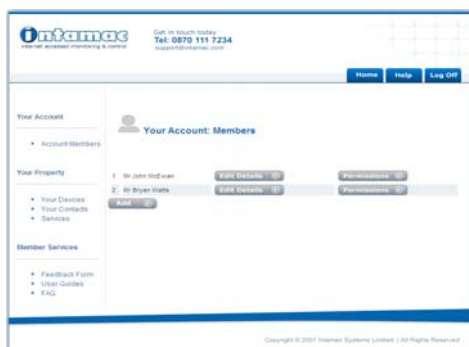 intamac
internet accessed monitoring & control
Get in touch today
Tel: 0870 111 7234
support@intamac.com
Home Help Log Off
Your Account
Account Members
Your Property
Your Devices
Your Contacts
Services
Member Services
Feedback Form
User Guides
FAQ
Your Account: Members
1 Mr John McEwan Edit Details Permissions
2 Mr Bryan Watts Edit Details Permissions
Add
Copyright © 2007 Intamac Systems Limited | All Rights Reserved